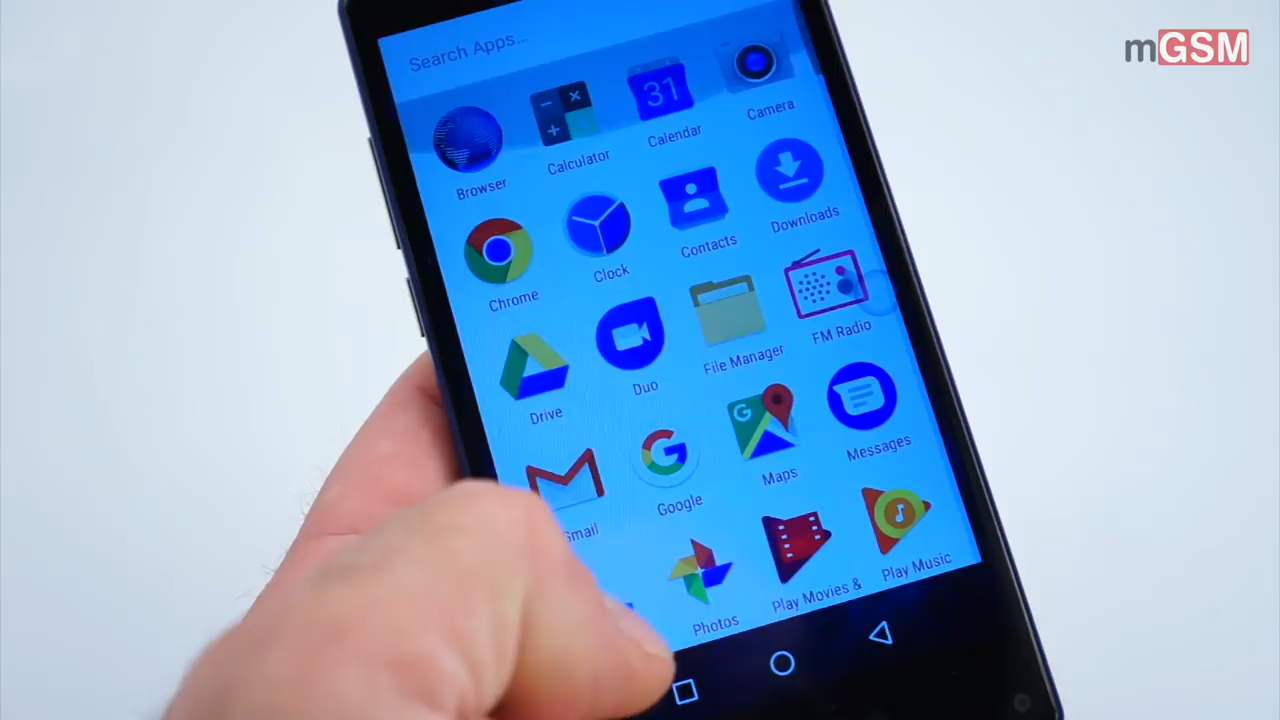 mGSM
Search Apps...
Browser
Calculator
Calendar
31
Camera
Chrome
Clock
Contacts
Downloads
Drive
Duo
File Manager
FM Radio
Gmail
Google
G
Maps
Messages
Photos
Play Movies &
Play Music